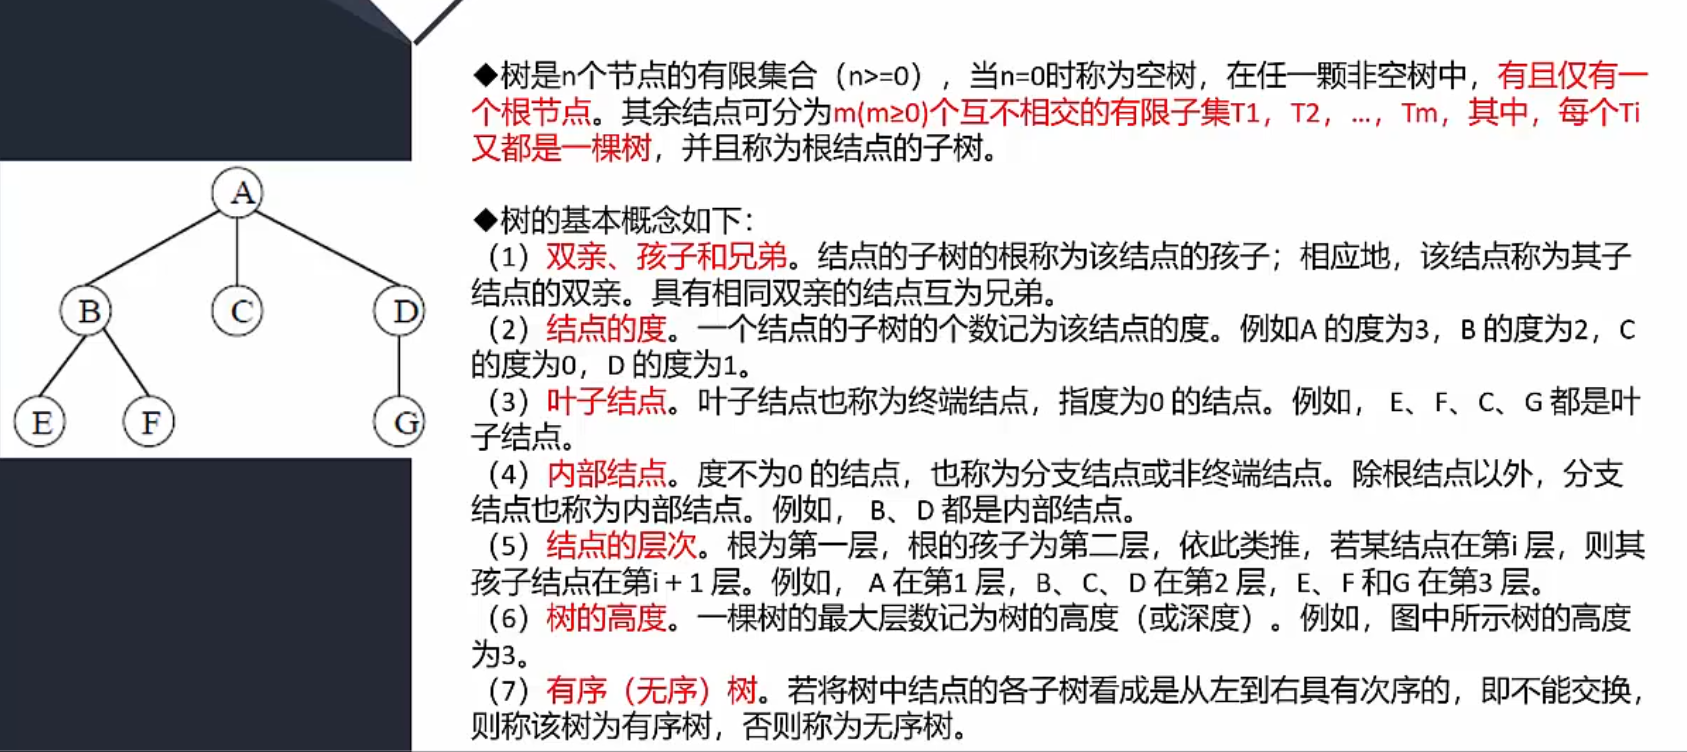 ◆树是n个节点的有限集合（n>=0），当n=0时称为空树，在任一颗非空树中，有且仅有一
个根节点。其余结点可分为m(m≥0)个互不相交的有限子集T1，T2，...，Tm，其中，每个Ti
又都是一棵树，并且称为根结点的子树。
◆树的基本概念如下：
（1）双亲、孩子和兄弟。结点的子树的根称为该结点的孩子；相应地，该结点称为其子
结点的双亲。具有相同双亲的结点互为兄弟。
（2）结点的度。一个结点的子树的个数记为该结点的度。例如A 的度为3，B 的度为2，C
的度为0，D 的度为1。
（3）叶子结点。叶子结点也称为终端结点，指度为0 的结点。例如， E、F、C、G 都是叶
子结点。
（4）内部结点。度不为0 的结点，也称为分支结点或非终端结点。除根结点以外，分支
结点也称为内部结点。例如， B、D 都是内部结点。
（5）结点的层次。根为第一层，根的孩子为第二层，依此类推，若某结点在第i 层，则其
孩子结点在第i + 1 层。例如， A 在第1 层，B、C、D 在第2 层，E、F 和G 在第3 层。
（6）树的高度。一棵树的最大层数记为树的高度（或深度）。例如，图中所示树的高度
为3。
（7）有序（无序）树。若将树中结点的各子树看成是从左到右具有次序的，即不能交换，
则称该树为有序树，否则称为无序树。
A
B C D
E F G